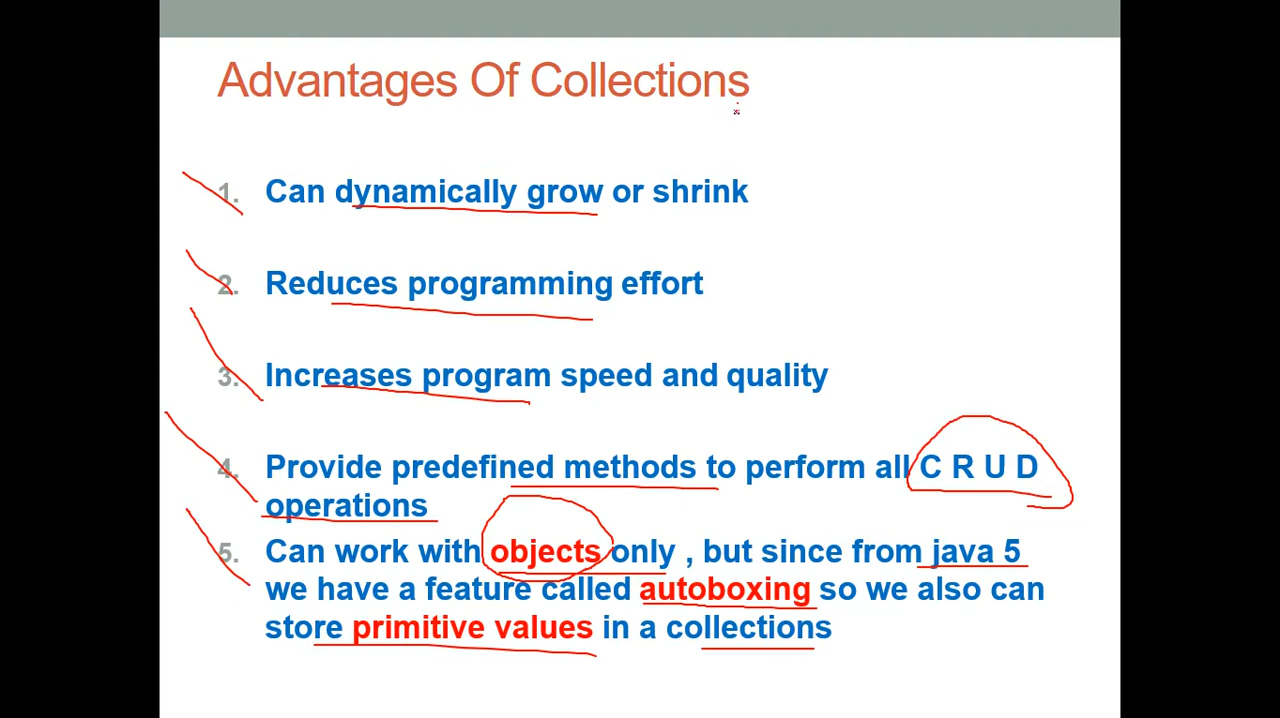 Advantages Of Collections
1. Can dynamically grow or shrink
2. Reduces programming effort
3. Increases program speed and quality
4. Provide predefined methods to perform all C R U D
operations
5. Can work with objects only , but since from java 5
we have a feature called autoboxing so we also can
store primitive values in a collections